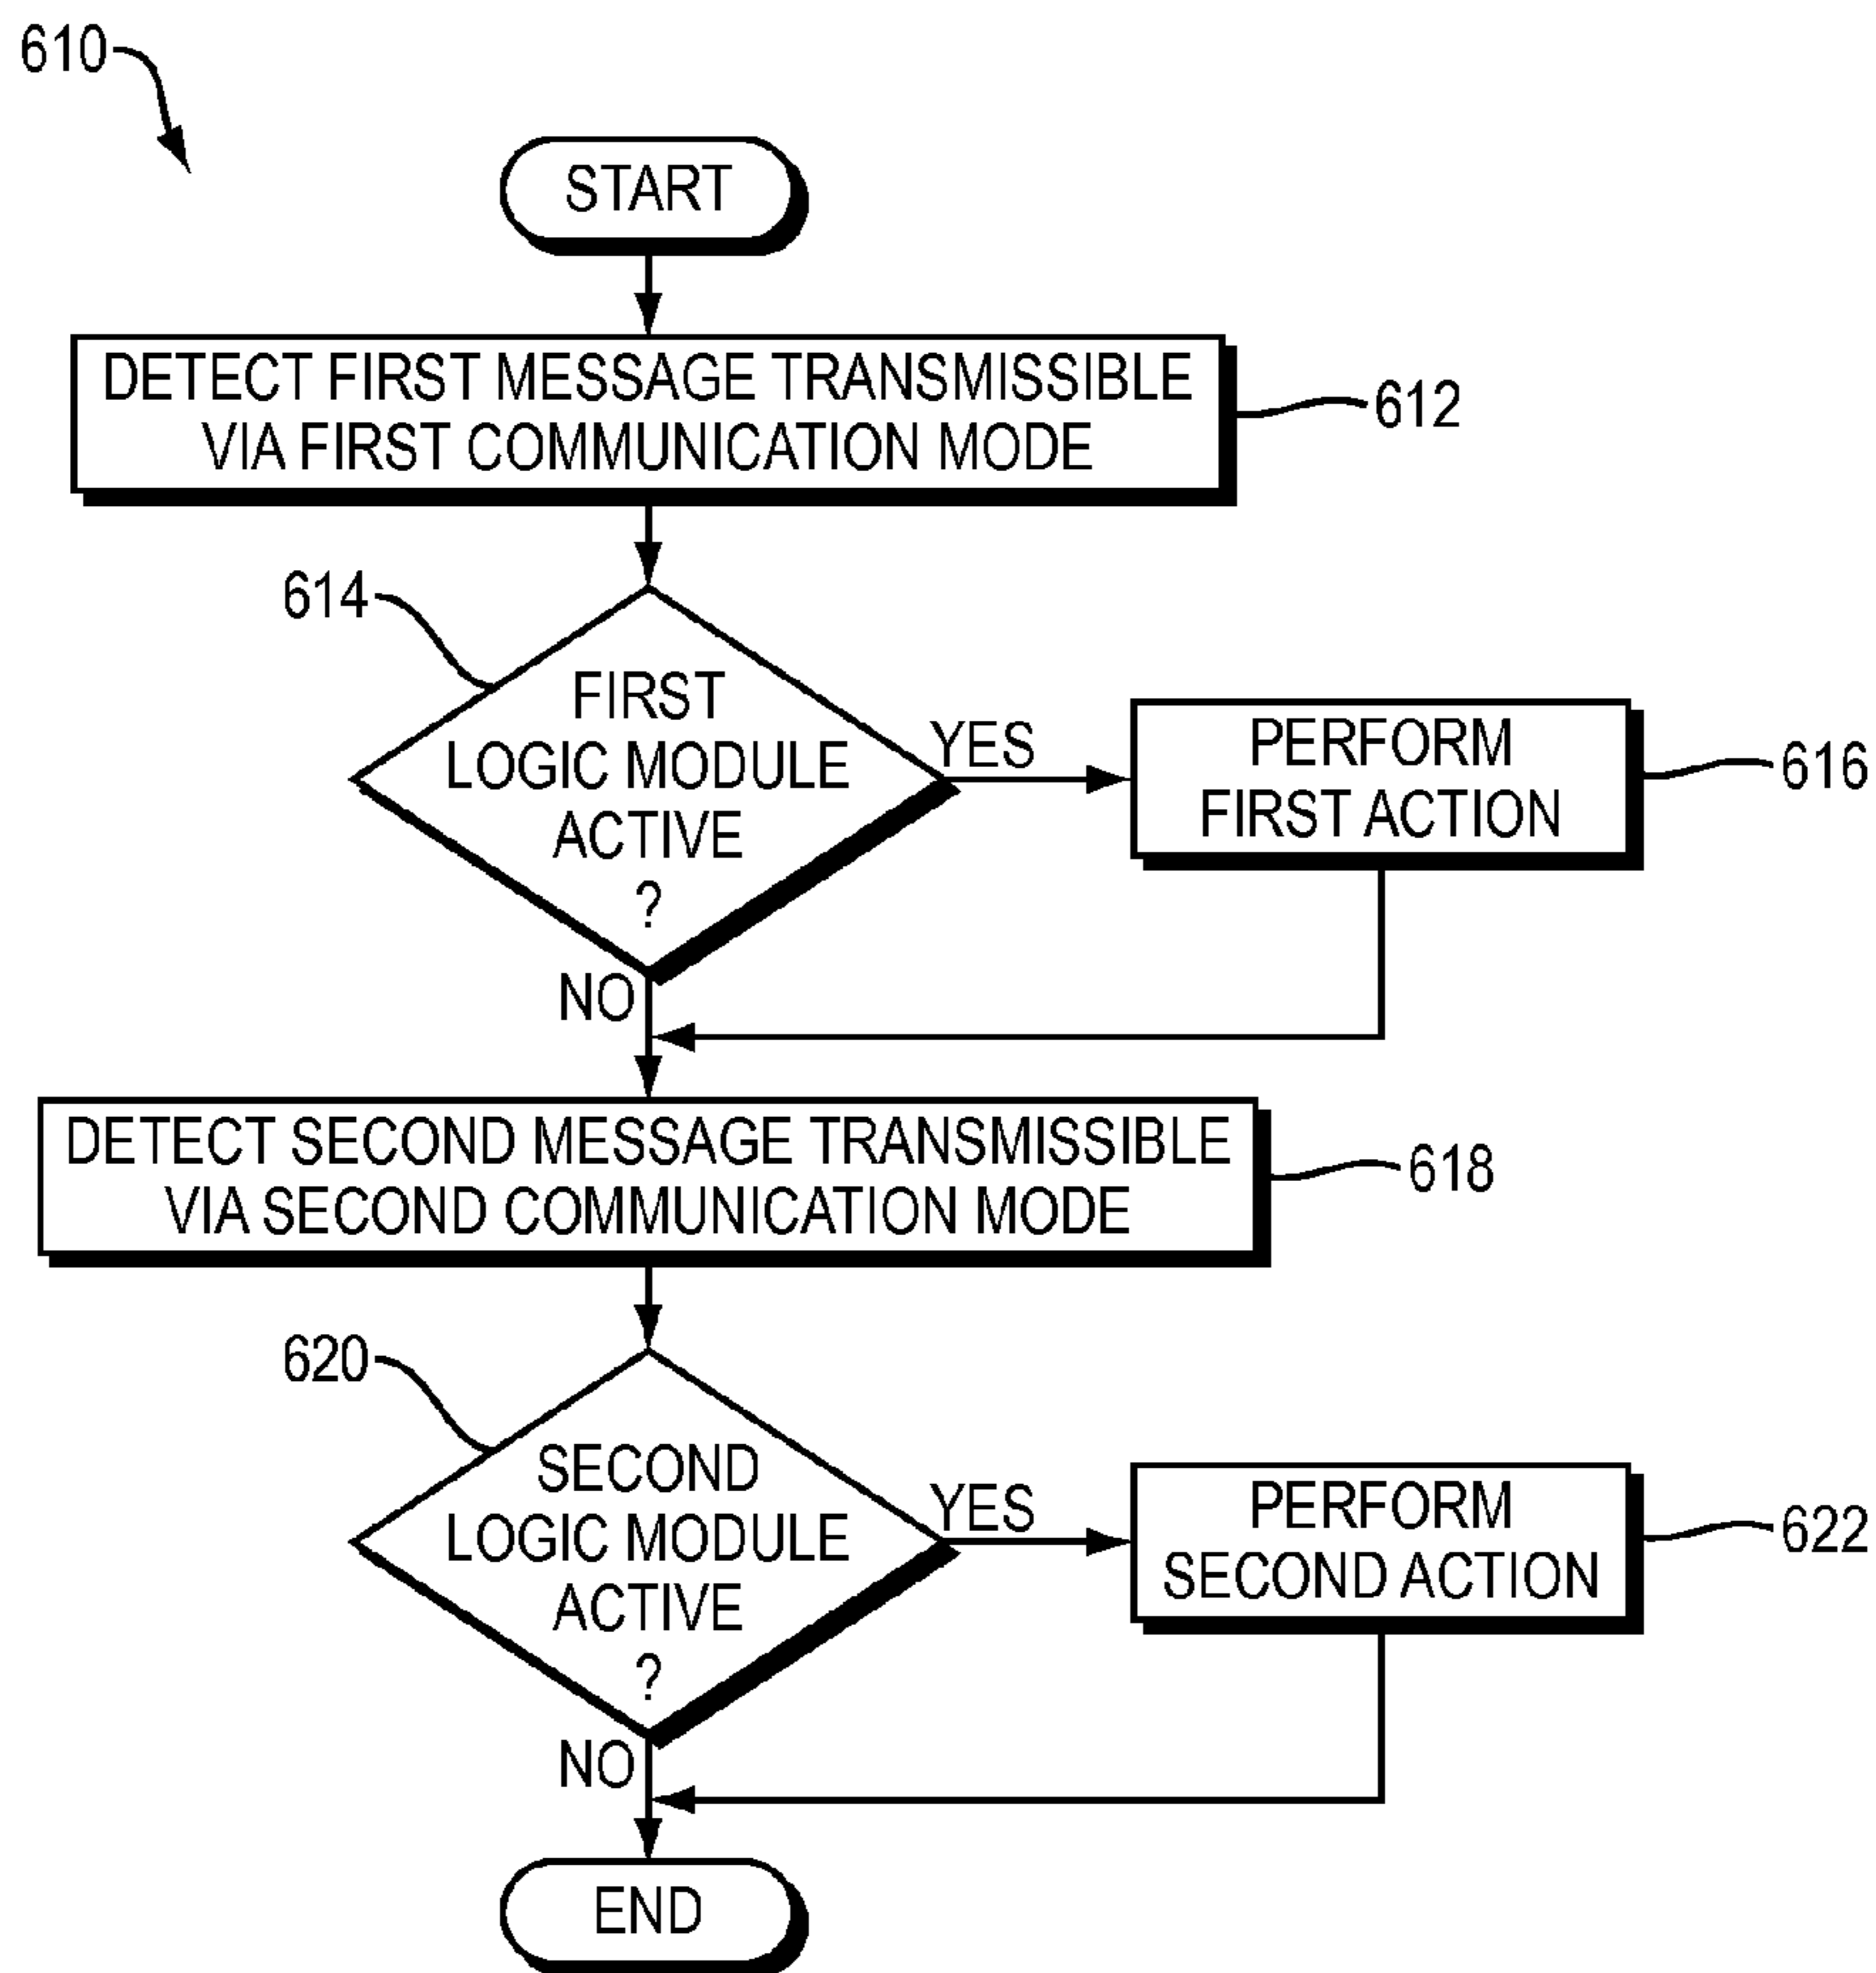 610
START
DETECT FIRST MESSAGE TRANSMISSIBLE
VIA FIRST COMMUNICATION MODE
612
614
FIRST
LOGIC MODULE
ACTIVE
?
YES
PERFORM
FIRST ACTION
616
NO
DETECT SECOND MESSAGE TRANSMISSIBLE
VIA SECOND COMMUNICATION MODE
618
620
SECOND
LOGIC MODULE
ACTIVE
?
YES
PERFORM
SECOND ACTION
622
NO
END